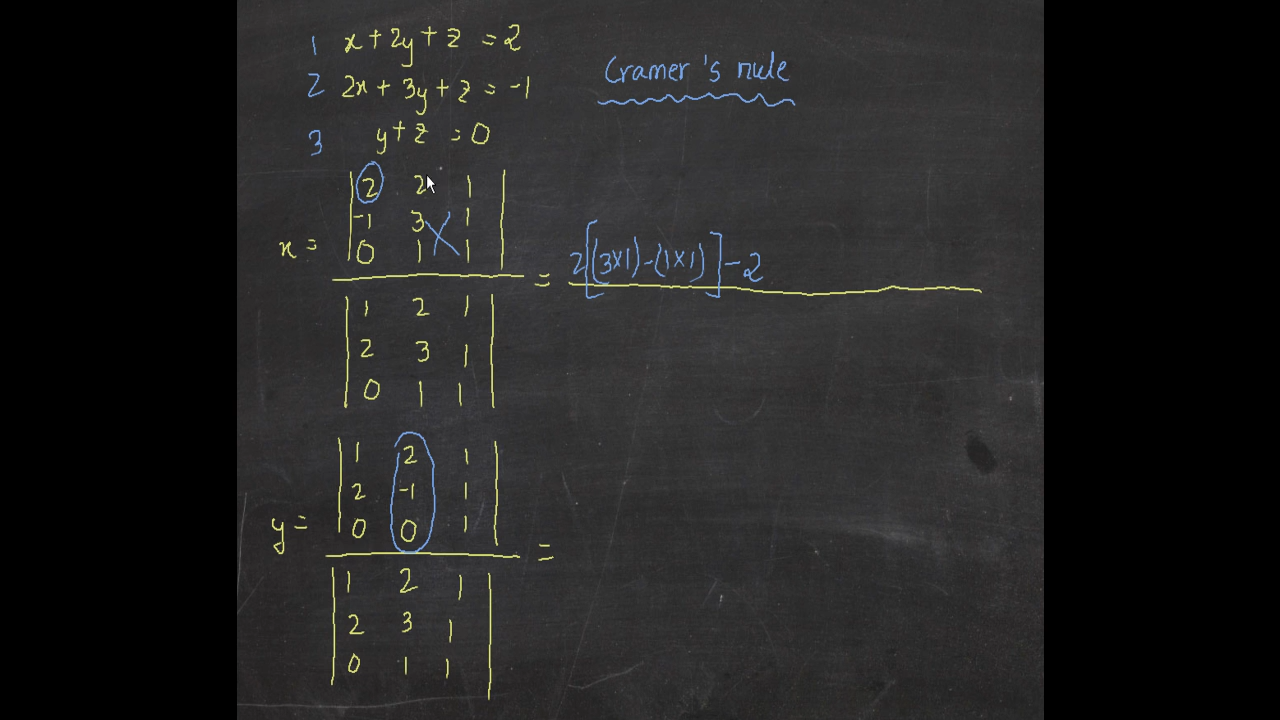 1 x + 2y + z = 2
Cramer's rule
2 2x + 3y + z = -1
3 y + z = 0
| 2 2 1 |
| -1 3 1 |
x = | 0 1 1 | = 2[(3×1) - (1×1)] - 2
| 1 2 1 |
| 2 3 1 |
| 0 1 1 |
| 1 2 1 |
| 2 -1 1 |
y = | 0 0 1 | =
| 1 2 1 |
| 2 3 1 |
| 0 1 1 |